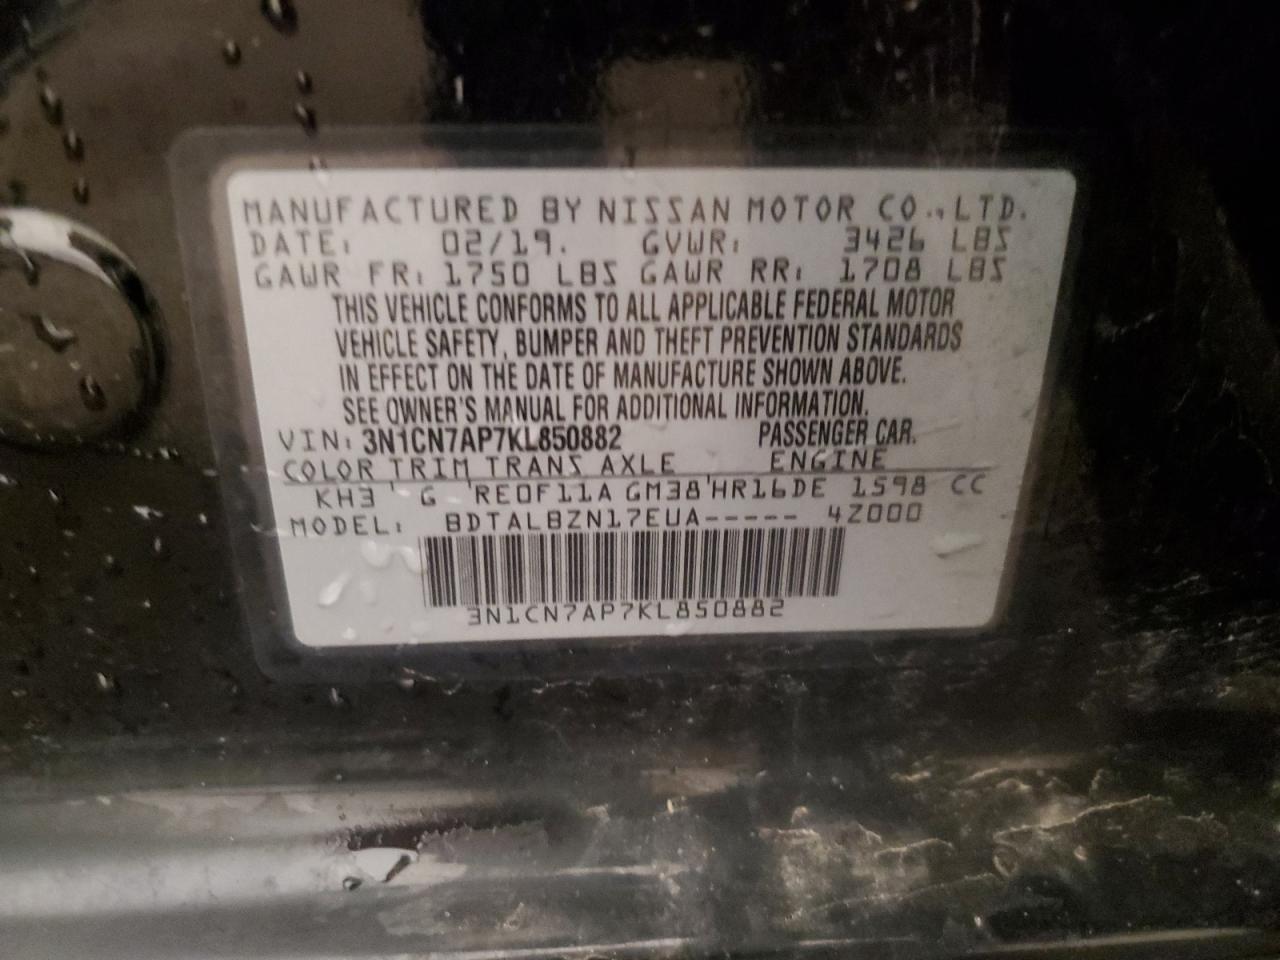 MANUFACTURED BY NISSAN MOTOR CO., LTD.
DATE: 02/19. GVWR: 3426 LBS
GAWR FR: 1750 LBS GAWR RR: 1708 LBS
THIS VEHICLE CONFORMS TO ALL APPLICABLE FEDERAL MOTOR
VEHICLE SAFETY, BUMPER AND THEFT PREVENTION STANDARDS
IN EFFECT ON THE DATE OF MANUFACTURE SHOWN ABOVE.
SEE OWNER'S MANUAL FOR ADDITIONAL INFORMATION.
VIN: 3N1CN7AP7KL850882 PASSENGER CAR.
COLOR TRIM TRANS AXLE ENGINE
KH3 G RE0F11A GM38 HR16DE 1598 CC
MODEL: BDTALBZN17EUA----- 4Z000
3N1CN7AP7KL850882